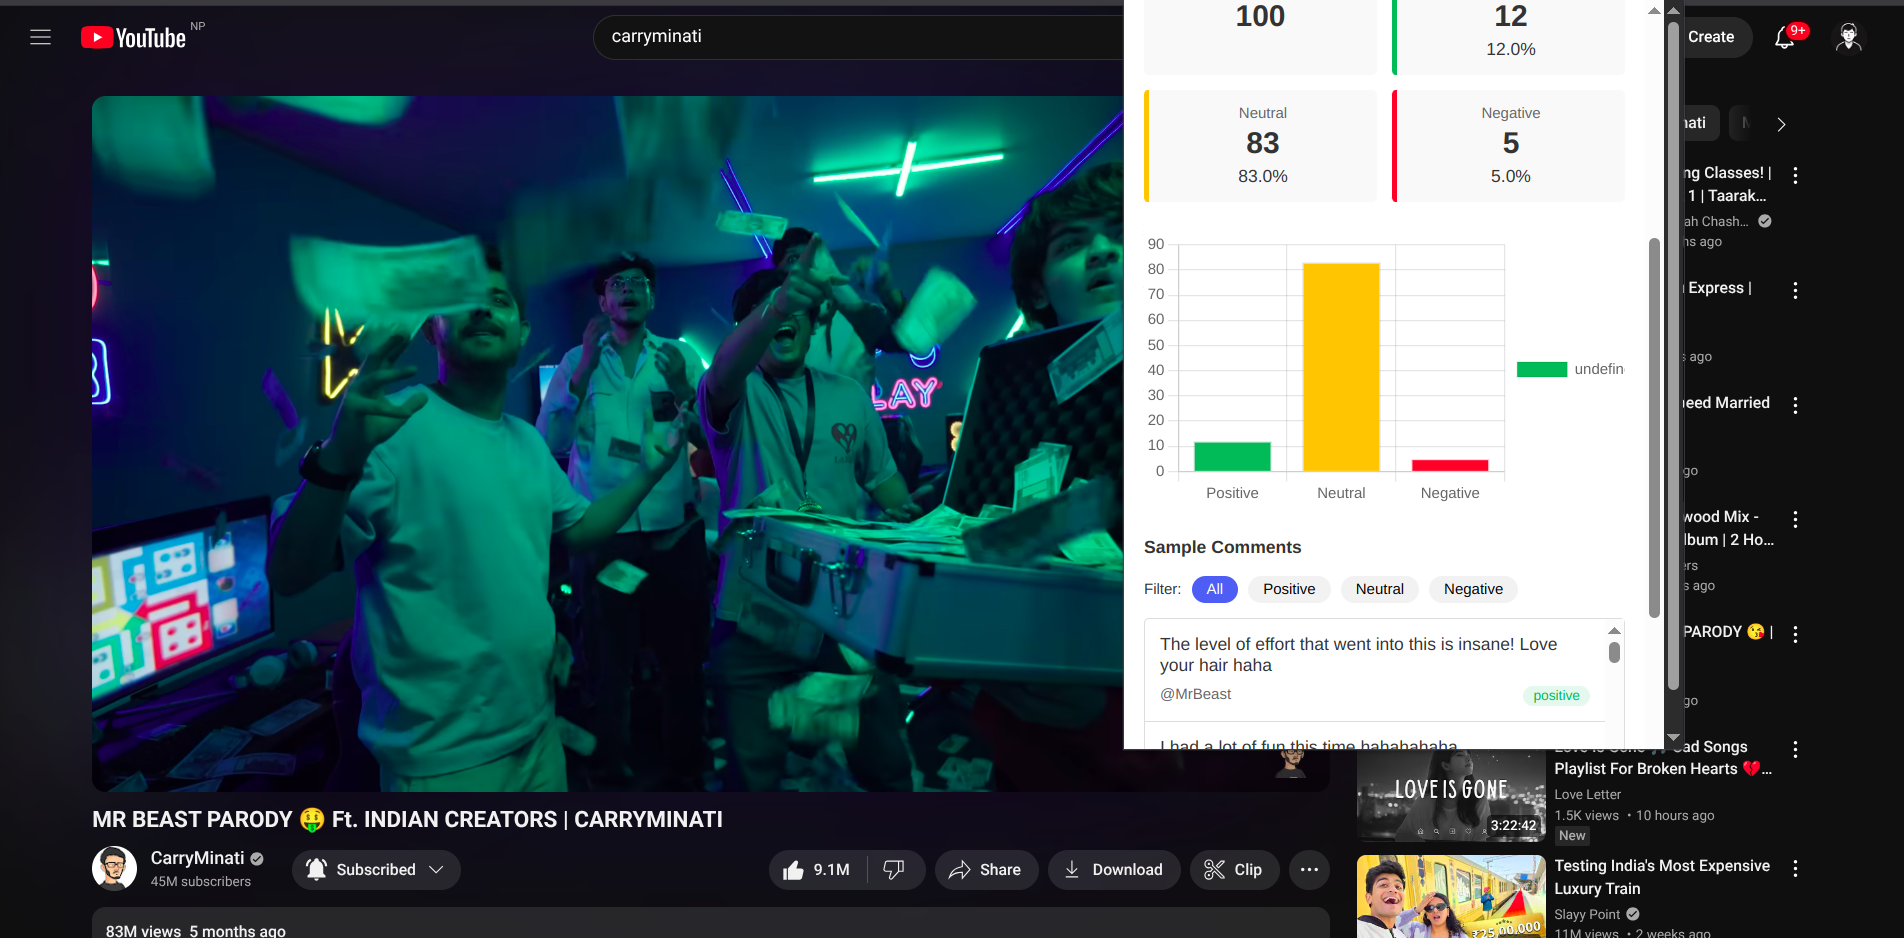 YouTube NP
carryminati
Create
9+
100
12
12.0%
Neutral
83
83.0%
Negative
5
5.0%
90
80
70
60
50
40
30
20
10
0
Positive
Neutral
Negative
undefin
Sample Comments
Filter:
All
Positive
Neutral
Negative
The level of effort that went into this is insane! Love
your hair haha
@MrBeast
positive
I had a lot of fun this time hahahahaha
LAY
MR BEAST PARODY 🤑 Ft. INDIAN CREATORS | CARRYMINATI
CarryMinati
45M subscribers
Subscribed
9.1M
Share
Download
Clip
83M views 5 months ago
nati
ng Classes! |
1 | Taarak...
ah Chash...
ns ago
Express |
s ago
eed Married
go
wood Mix -
lbum | 2 Ho...
ers
s ago
PARODY 😘 |
go
Love Is Gone
ad Songs
Playlist For Broken Hearts 💔...
Love Letter
1.5K views • 10 hours ago
New
LOVE IS GONE
3:22:42
Testing India's Most Expensive
Luxury Train
Slayy Point
11M views • 2 weeks ago
₹25,00,000